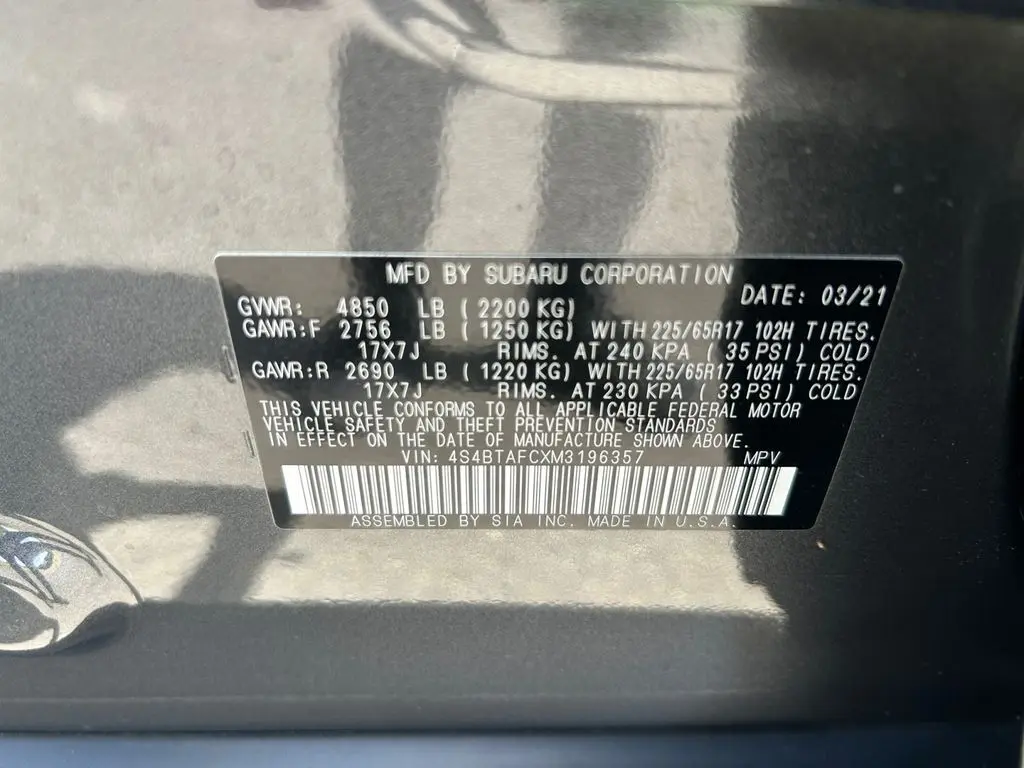 MFD BY SUBARU CORPORATION
DATE: 03/21
GVWR: 4850 LB ( 2200 KG)
GAWR:F 2756 LB ( 1250 KG) WITH 225/65R17 102H TIRES.
17X7J RIMS. AT 240 KPA ( 35 PSI) COLD
GAWR:R 2690 LB ( 1220 KG) WITH 225/65R17 102H TIRES.
17X7J RIMS. AT 230 KPA ( 33 PSI) COLD
THIS VEHICLE CONFORMS TO ALL APPLICABLE FEDERAL MOTOR
VEHICLE SAFETY AND THEFT PREVENTION STANDARDS
IN EFFECT ON THE DATE OF MANUFACTURE SHOWN ABOVE.
VIN: 4S4BTAFCXM3196357 MPV
ASSEMBLED BY SIA INC. MADE IN U.S.A.